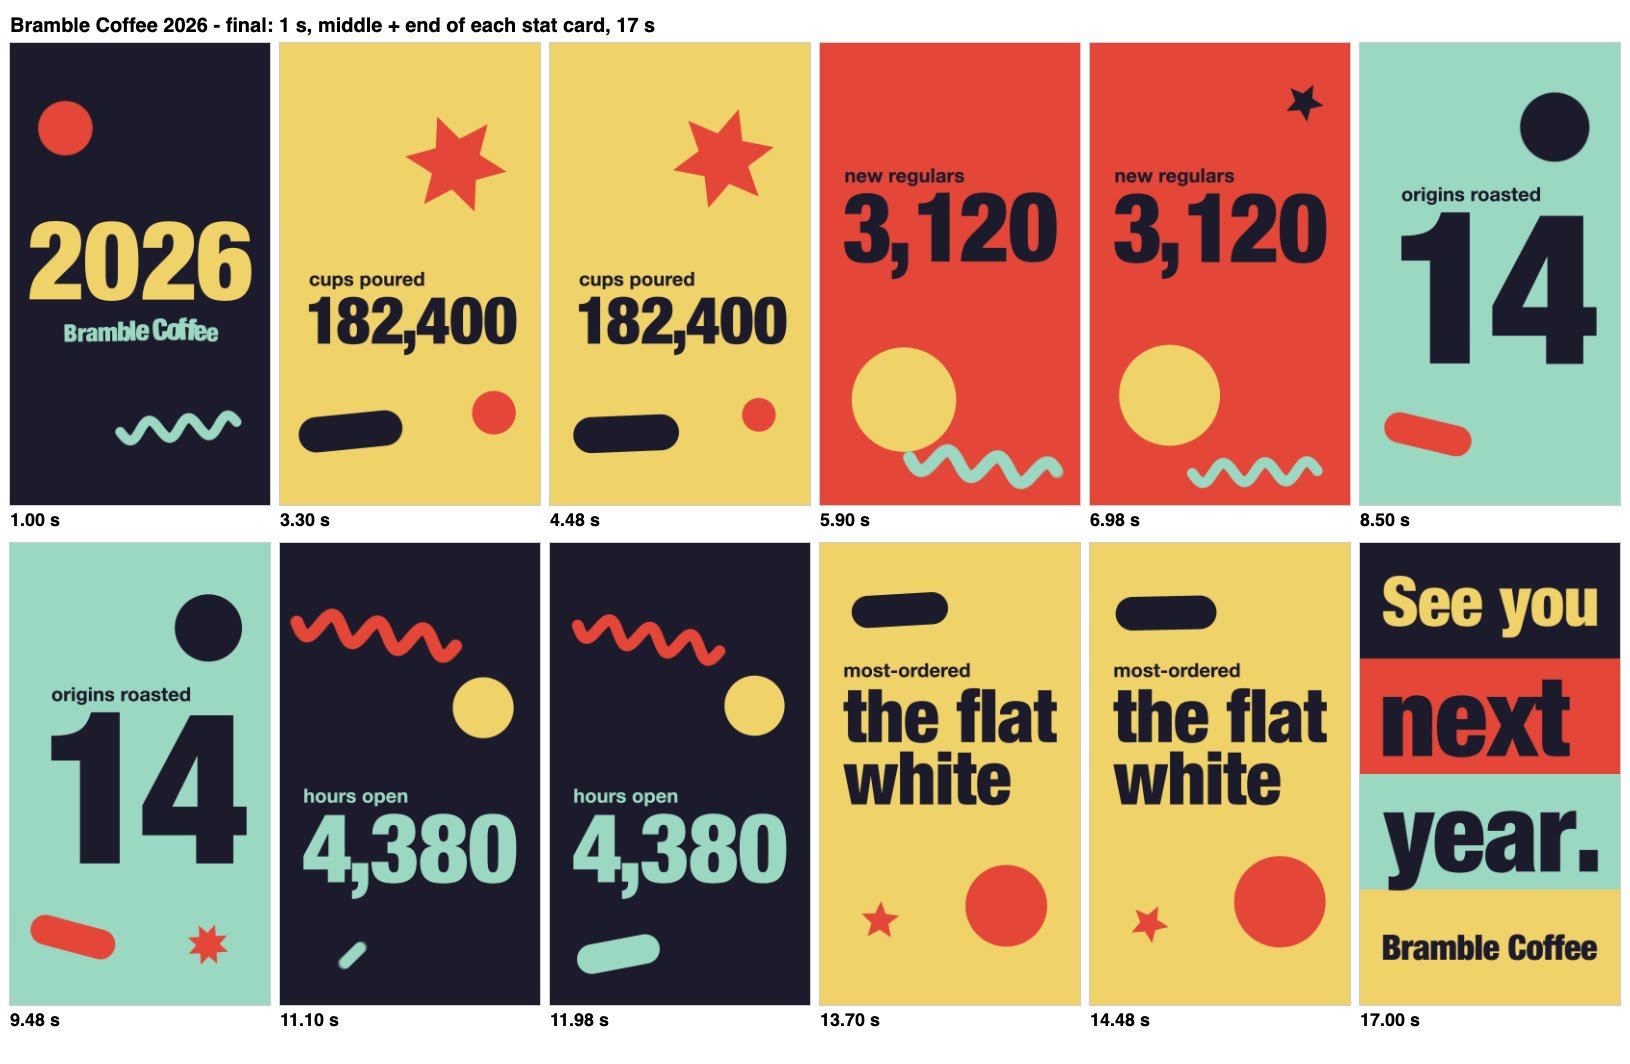 Bramble Coffee 2026 - final: 1 s, middle + end of each stat card, 17 s
2026
Bramble Coffee
1.00 s
cups poured
182,400
3.30 s
cups poured
182,400
4.48 s
new regulars
3,120
5.90 s
new regulars
3,120
6.98 s
origins roasted
14
8.50 s
origins roasted
14
9.48 s
hours open
4,380
11.10 s
hours open
4,380
11.98 s
most-ordered
the flat
white
13.70 s
most-ordered
the flat
white
14.48 s
See you
next
year.
Bramble Coffee
17.00 s